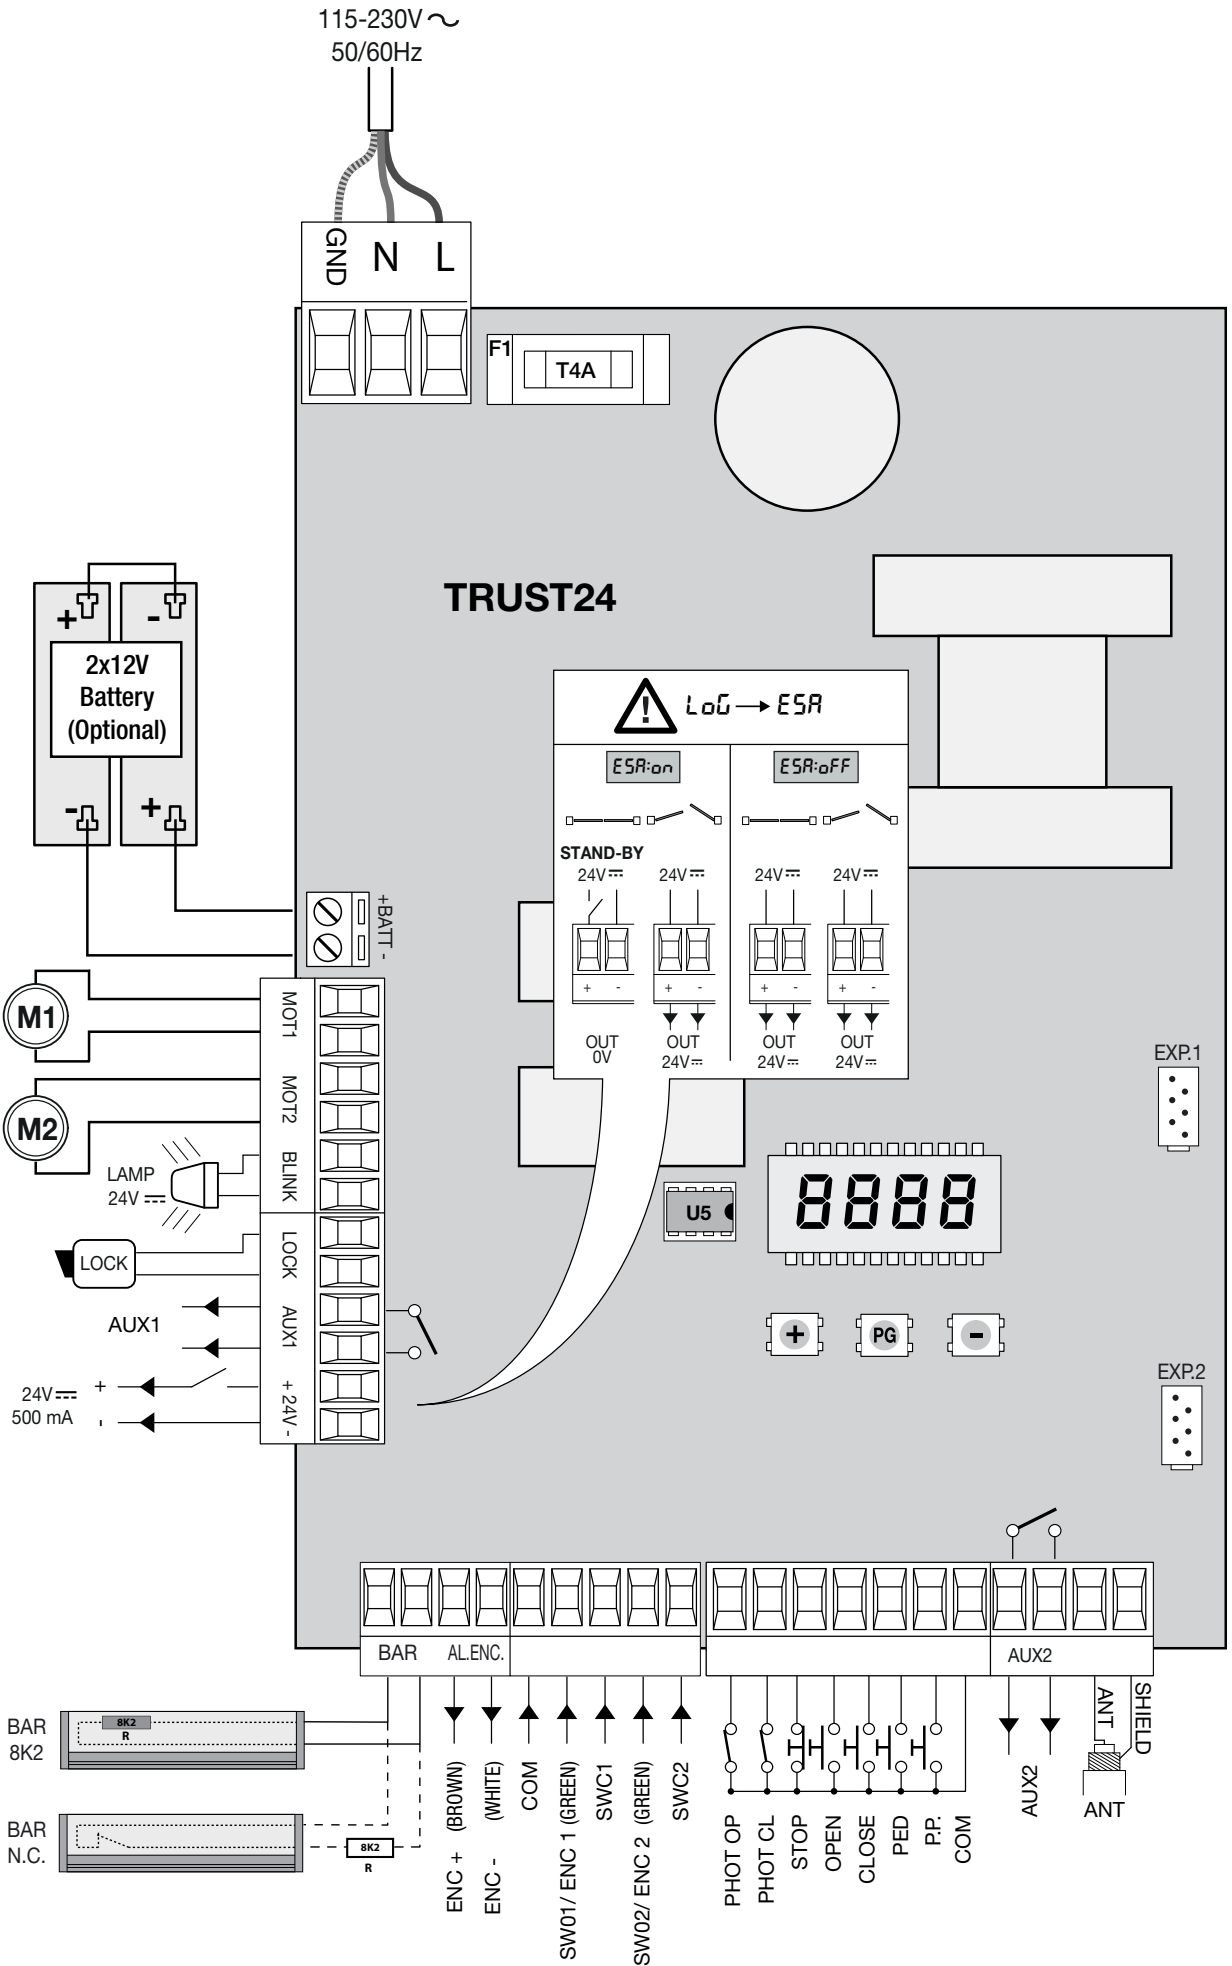 115-230V
50/60Hz
GND N L
F1
T4A
TRUST24
+ -
2x12V
Battery
(Optional)
- +
LoG → ESA
ESA:on ESA:oFF
STAND-BY
24V 24V 24V 24V
+ - + - + - + -
OUT
0V
OUT
24V
OUT
24V
OUT
24V
+BATT -
M1
MOT1
M2
MOT2
LAMP
24V
BLINK
LOCK
LOCK
AUX1
AUX1
24V
500 mA
+
-
+ 24V -
EXP.1
U5
8888
+ PG -
EXP.2
BAR AL.ENC. AUX2
BAR
8K2
8K2
R
BAR
N.C.
8K2
R
ENC + (BROWN)
ENC - (WHITE)
COM
SW01/ ENC 1 (GREEN)
SWC1
SW02/ ENC 2 (GREEN)
SWC2
PHOT OP
PHOT CL
STOP
OPEN
CLOSE
PED
P.P.
COM
AUX2
ANT
SHIELD
ANT